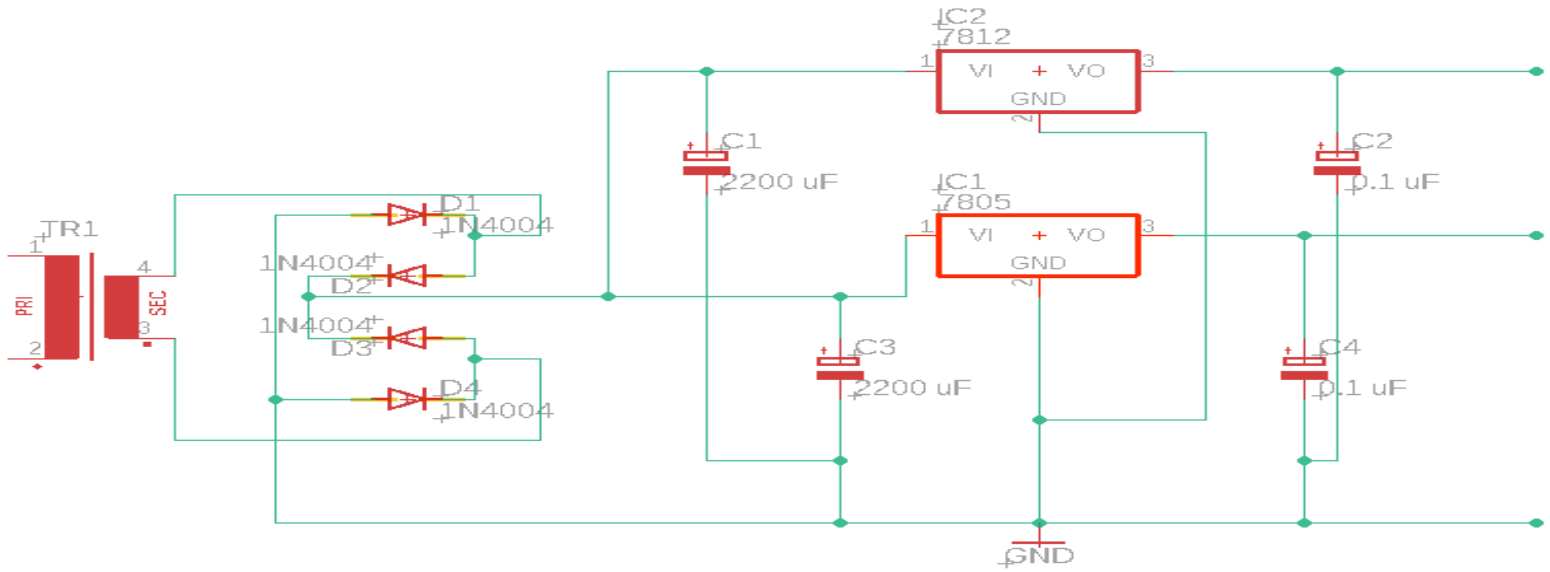 IC2
7812
1
VI
VO
3
GND
2
C1
2200 uF
C2
0.1 uF
IC1
7805
1
VI
VO
3
GND
2
D1
1N4004
1N4004
D2
1N4004
D3
D4
1N4004
TR1
1
4
PRI
SEC
2
3
C3
2200 uF
C4
0.1 uF
GND